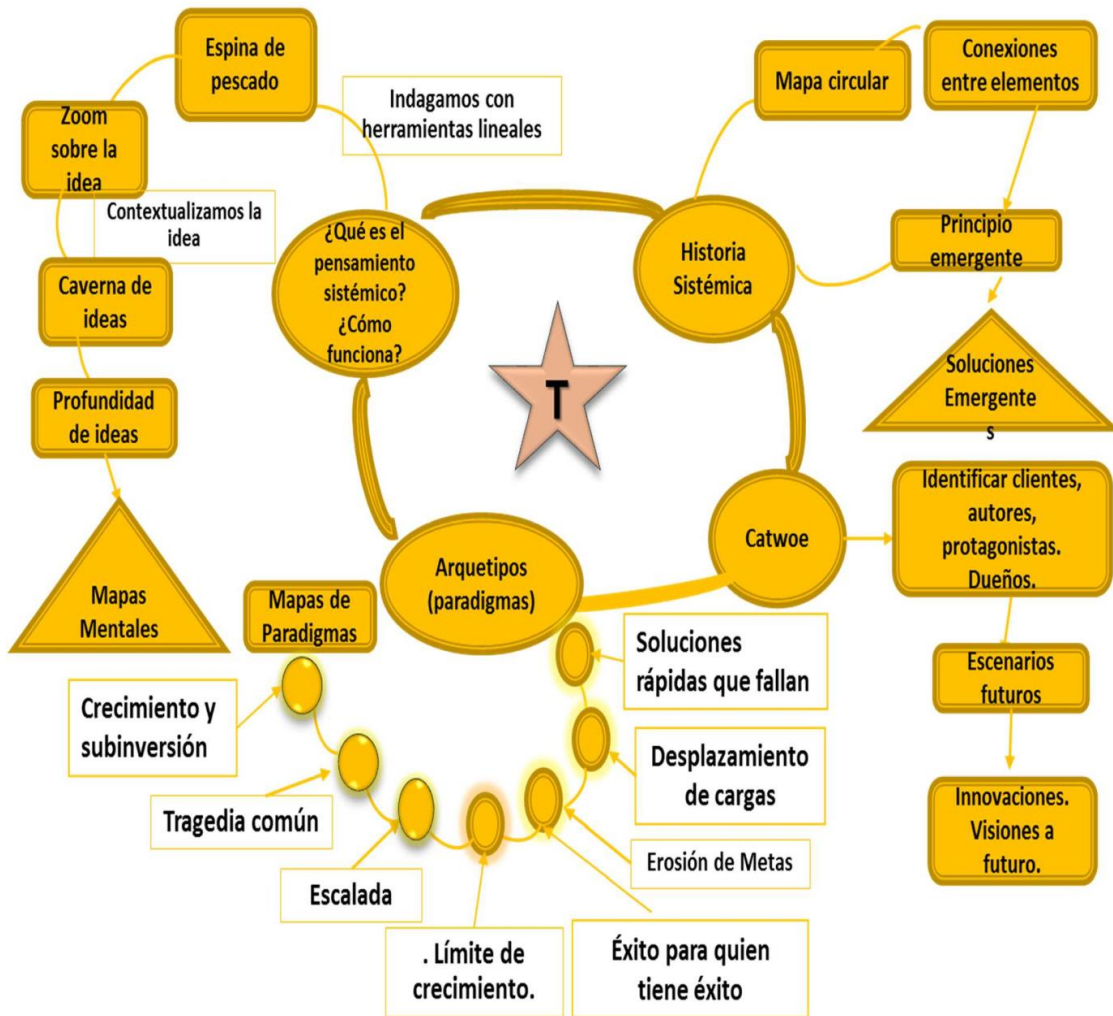 Espina de
pescado
Indagamos con
herramientas lineales
Zoom
sobre la
idea
Contextualizamos la
idea
Caverna de
ideas
Profundidad
de ideas
Mapas
Mentales
¿Qué es el
pensamiento
sistémico?
¿Cómo
funciona?
Mapa circular
Conexiones
entre elementos
Historia
Sistémica
Principio
emergente
Soluciones
Emergente
s
T
Catwoe
Identificar clientes,
autores,
protagonistas.
Dueños.
Escenarios
futuros
Innovaciones.
Visiones a
futuro.
Arquetipos
(paradigmas)
Mapas de
Paradigmas
Soluciones
rápidas que fallan
Desplazamiento
de cargas
Erosión de Metas
Éxito para quien
tiene éxito
. Límite de
crecimiento.
Escalada
Tragedia común
Crecimiento y
subinversión